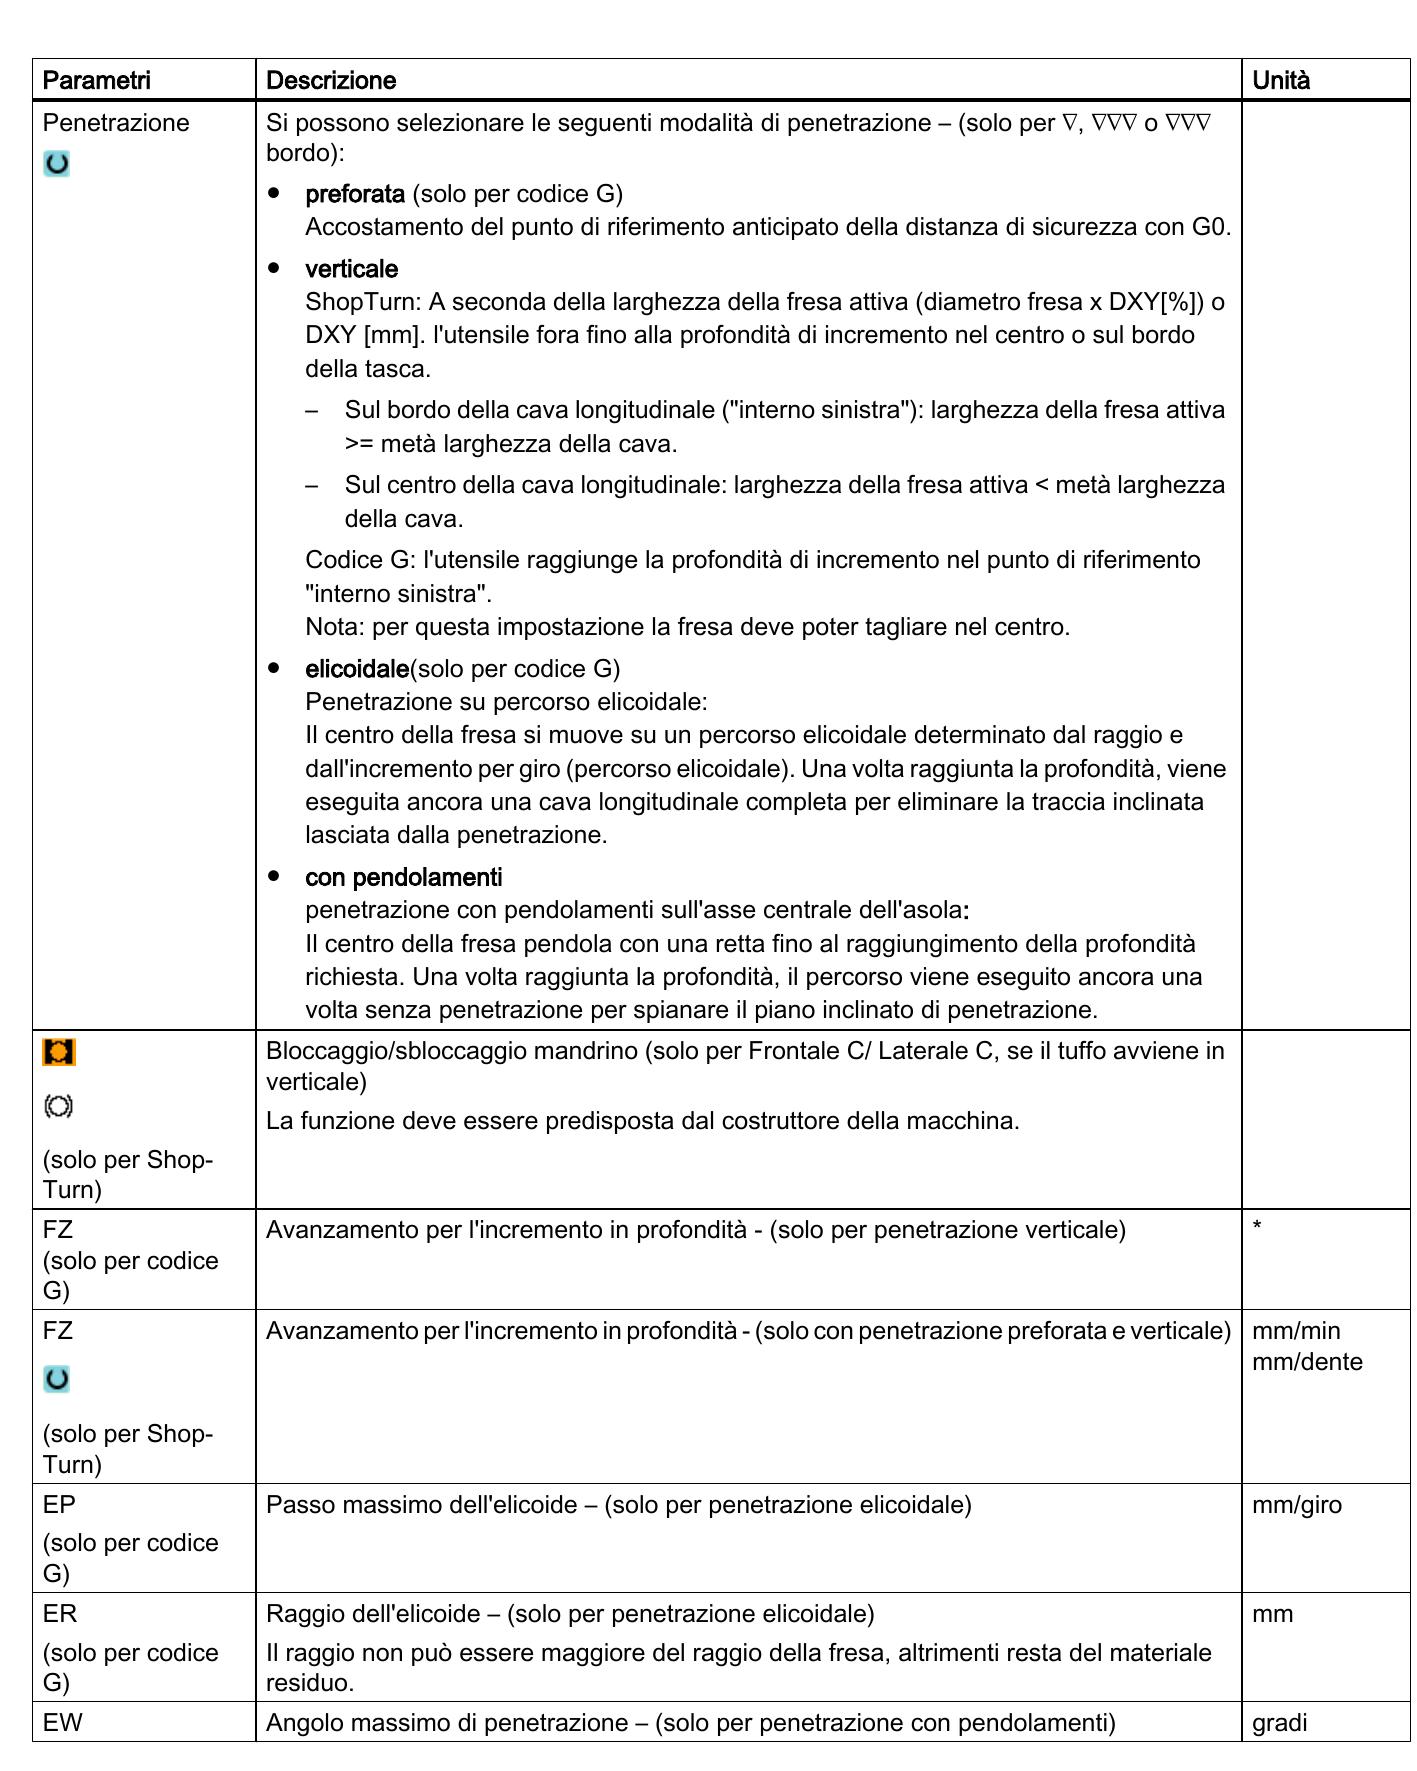 Parametri Descrizione Unità
Penetrazione
Si possono selezionare le seguenti modalità di penetrazione – (solo per ∇, ∇∇∇ o ∇∇∇
bordo):
● preforata (solo per codice G)
Accostamento del punto di riferimento anticipato della distanza di sicurezza con G0.
● verticale
ShopTurn: A seconda della larghezza della fresa attiva (diametro fresa x DXY[%]) o
DXY [mm]. l'utensile fora fino alla profondità di incremento nel centro o sul bordo
della tasca.
– Sul bordo della cava longitudinale ("interno sinistra"): larghezza della fresa attiva
>= metà larghezza della cava.
– Sul centro della cava longitudinale: larghezza della fresa attiva < metà larghezza
della cava.
Codice G: l'utensile raggiunge la profondità di incremento nel punto di riferimento
"interno sinistra".
Nota: per questa impostazione la fresa deve poter tagliare nel centro.
● elicoidale(solo per codice G)
Penetrazione su percorso elicoidale:
Il centro della fresa si muove su un percorso elicoidale determinato dal raggio e
dall'incremento per giro (percorso elicoidale). Una volta raggiunta la profondità, viene
eseguita ancora una cava longitudinale completa per eliminare la traccia inclinata
lasciata dalla penetrazione.
● con pendolamenti
penetrazione con pendolamenti sull'asse centrale dell'asola:
Il centro della fresa pendola con una retta fino al raggiungimento della profondità
richiesta. Una volta raggiunta la profondità, il percorso viene eseguito ancora una
volta senza penetrazione per spianare il piano inclinato di penetrazione.
(solo per Shop-
Turn)
Bloccaggio/sbloccaggio mandrino (solo per Frontale C/ Laterale C, se il tuffo avviene in
verticale)
La funzione deve essere predisposta dal costruttore della macchina.
FZ
(solo per codice
G)
Avanzamento per l'incremento in profondità - (solo per penetrazione verticale)
*
FZ
(solo per Shop-
Turn)
Avanzamento per l'incremento in profondità - (solo con penetrazione preforata e verticale)
mm/min
mm/dente
EP
(solo per codice
G)
Passo massimo dell'elicoide – (solo per penetrazione elicoidale)
mm/giro
ER
(solo per codice
G)
Raggio dell'elicoide – (solo per penetrazione elicoidale)
Il raggio non può essere maggiore del raggio della fresa, altrimenti resta del materiale
residuo.
mm
EW
Angolo massimo di penetrazione – (solo per penetrazione con pendolamenti)
gradi